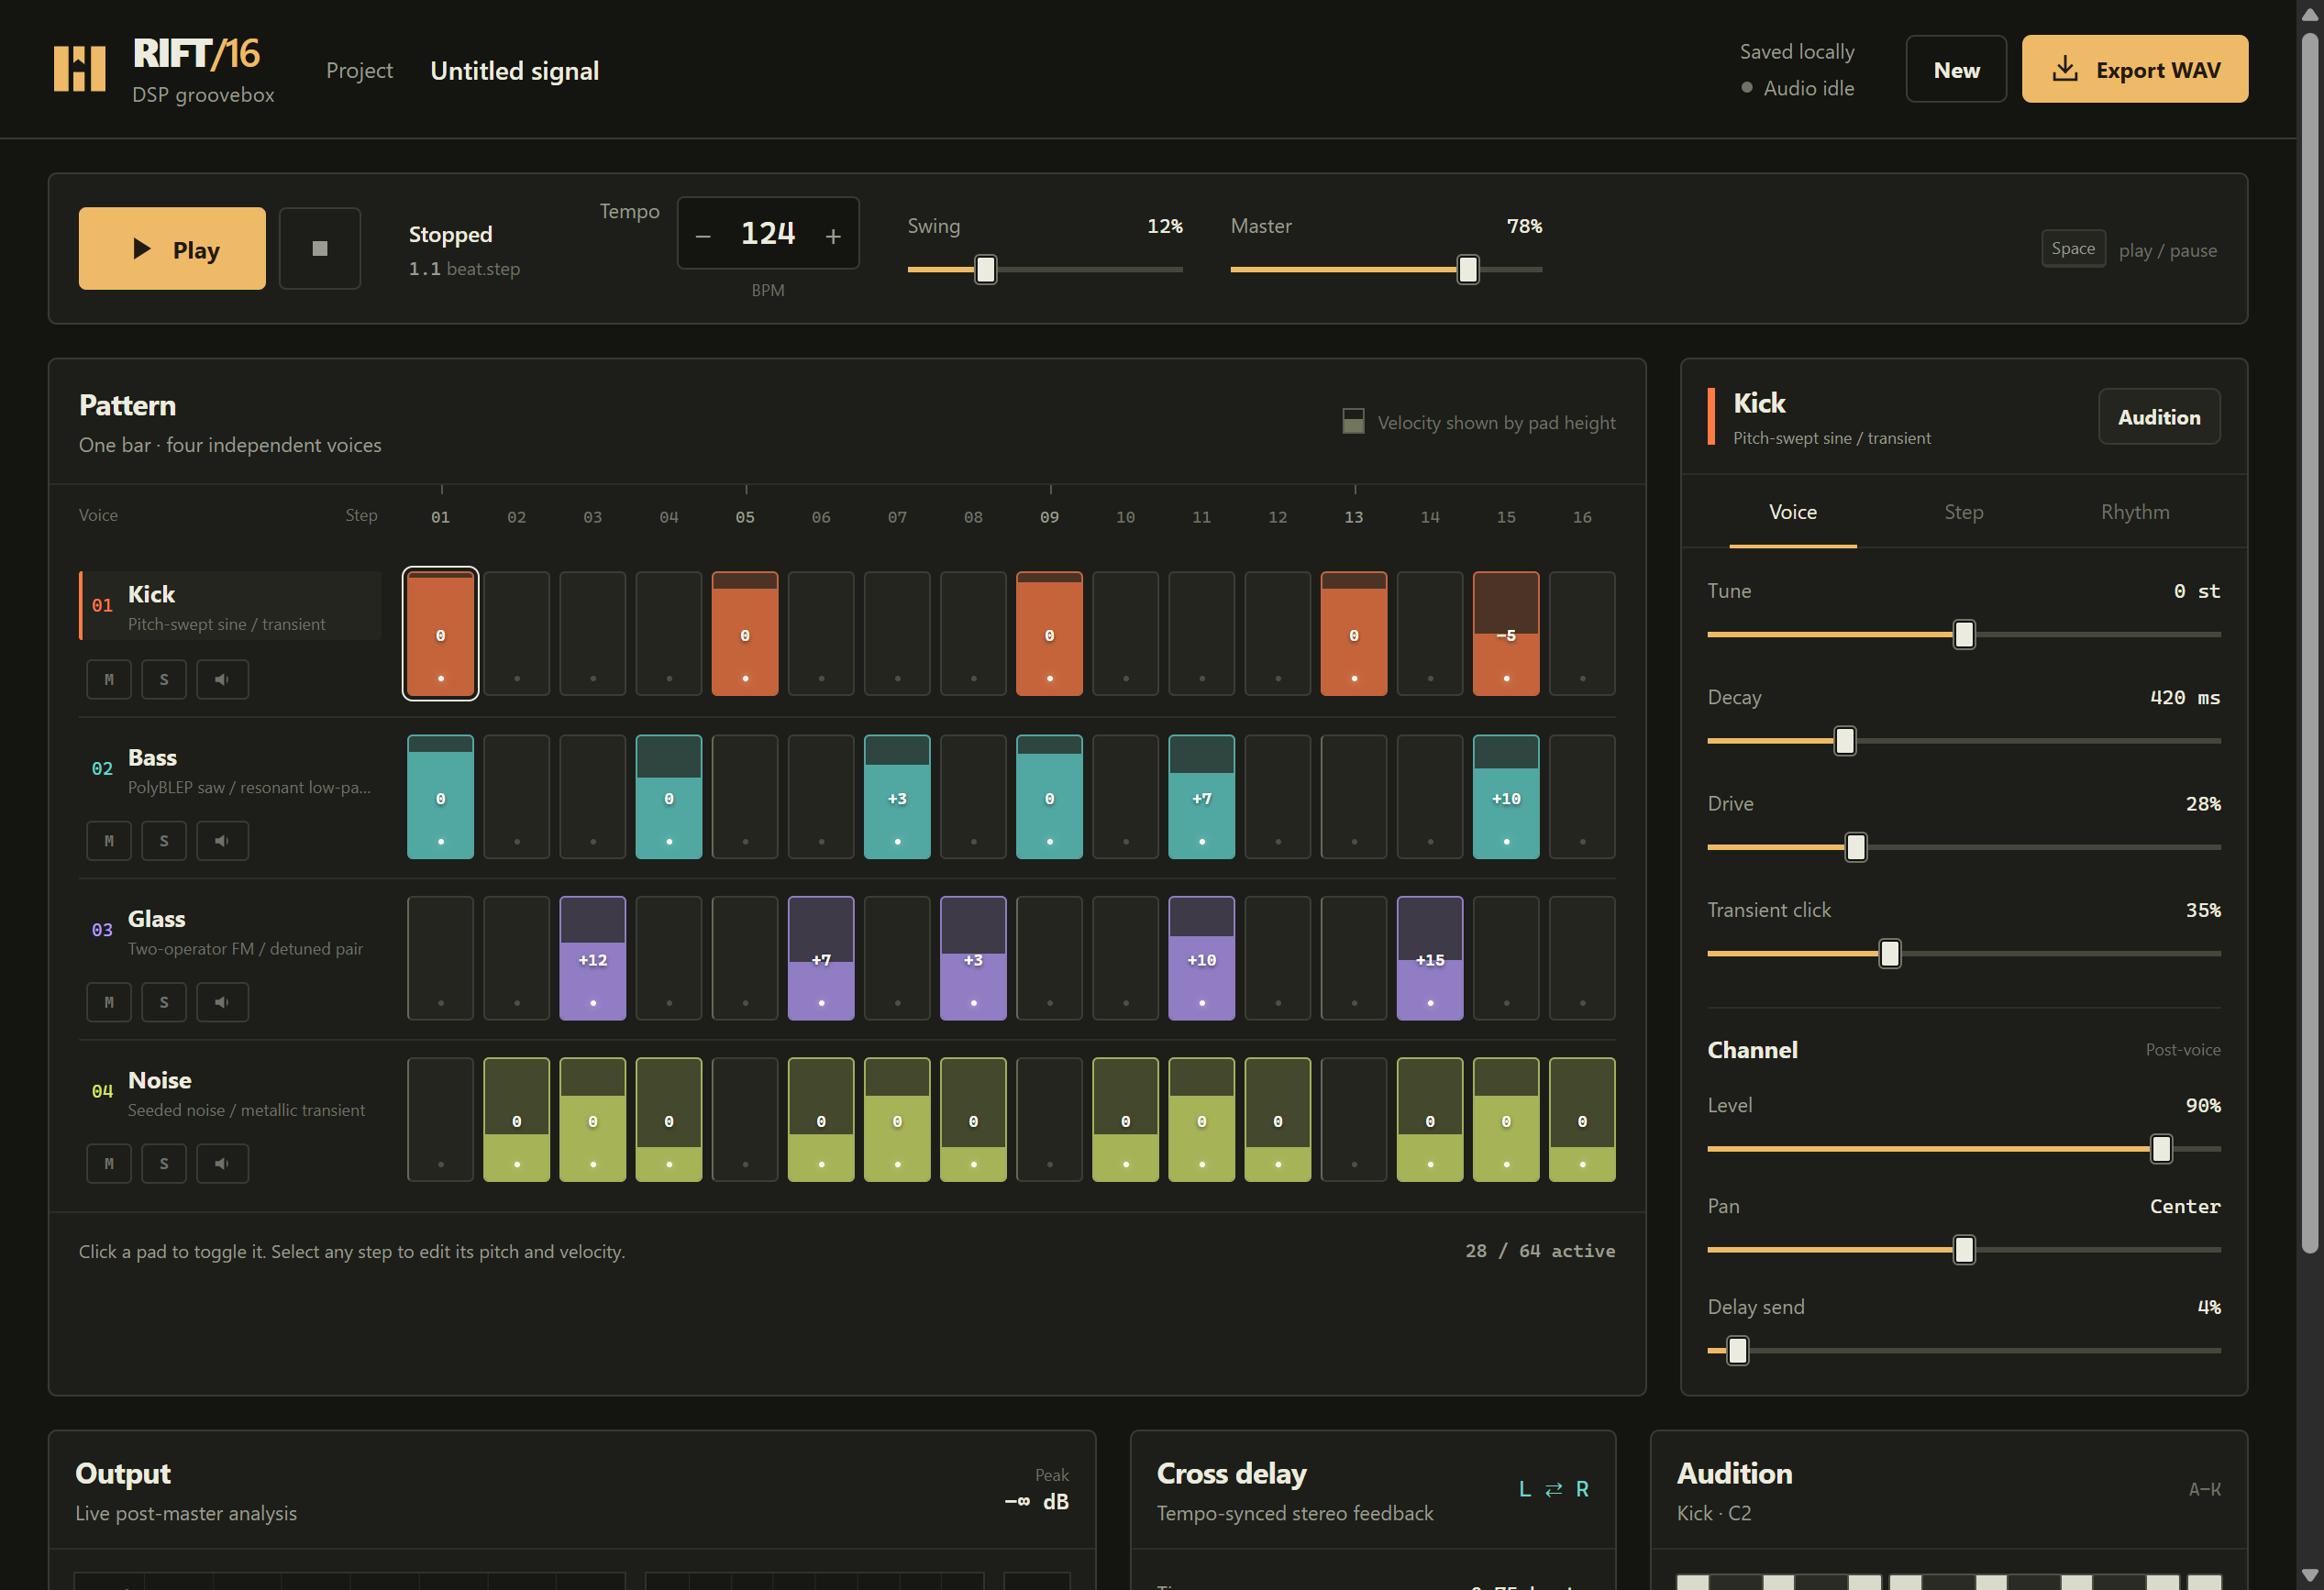 RIFT/16
DSP groovebox
Project
Untitled signal
Saved locally
Audio idle
New
Export WAV
Play
Stopped
1.1 beat.step
Tempo
− 124 +
BPM
Swing 12%
Master 78%
Space play / pause
Pattern
One bar · four independent voices
Velocity shown by pad height
Voice Step 01 02 03 04 05 06 07 08 09 10 11 12 13 14 15 16
01 Kick
Pitch-swept sine / transient
M S
0 0 0 0 −5
02 Bass
PolyBLEP saw / resonant low-pa...
M S
0 0 +3 0 +7 +10
03 Glass
Two-operator FM / detuned pair
M S
+12 +7 +3 +10 +15
04 Noise
Seeded noise / metallic transient
M S
0 0 0 0 0 0 0 0 0 0 0 0
Click a pad to toggle it. Select any step to edit its pitch and velocity.
28 / 64 active
Kick
Pitch-swept sine / transient
Audition
Voice Step Rhythm
Tune 0 st
Decay 420 ms
Drive 28%
Transient click 35%
Channel Post-voice
Level 90%
Pan Center
Delay send 4%
Output
Live post-master analysis
Peak
−∞ dB
Cross delay
Tempo-synced stereo feedback
L ⇄ R
Audition
Kick · C2
A–K